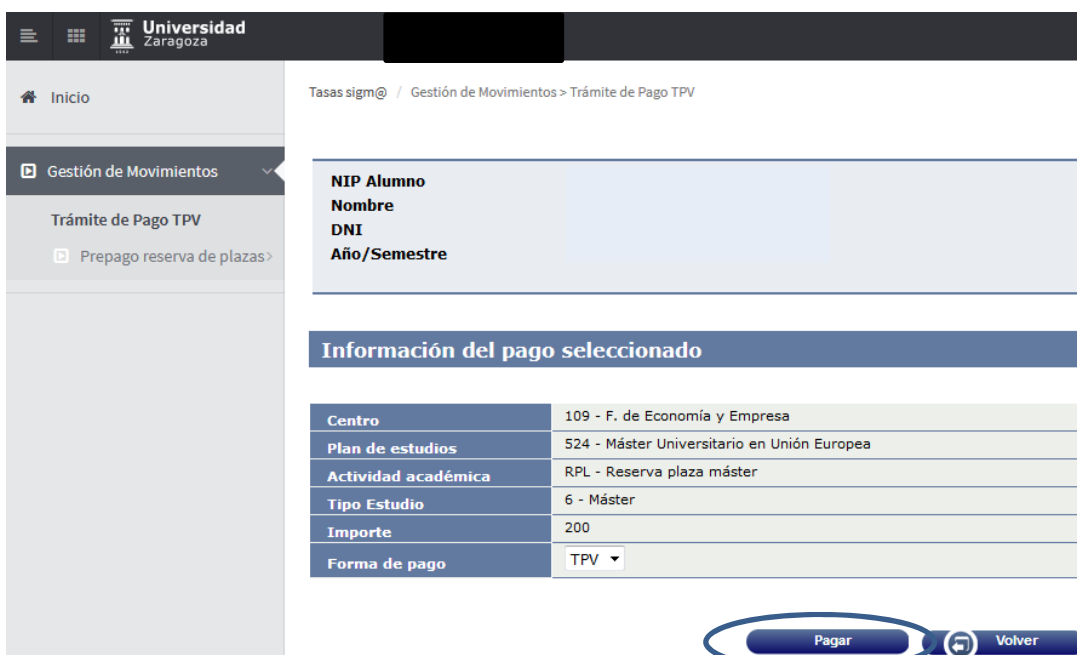 Universidad
Zaragoza
Inicio
Tasas sigm@ / Gestión de Movimientos > Trámite de Pago TPV
Gestión de Movimientos
Trámite de Pago TPV
Prepago reserva de plazas>
NIP Alumno
Nombre
DNI
Año/Semestre
Información del pago seleccionado
Centro 109 - F. de Economía y Empresa
Plan de estudios 524 - Máster Universitario en Unión Europea
Actividad académica RPL - Reserva plaza máster
Tipo Estudio 6 - Máster
Importe 200
Forma de pago TPV
Pagar Volver